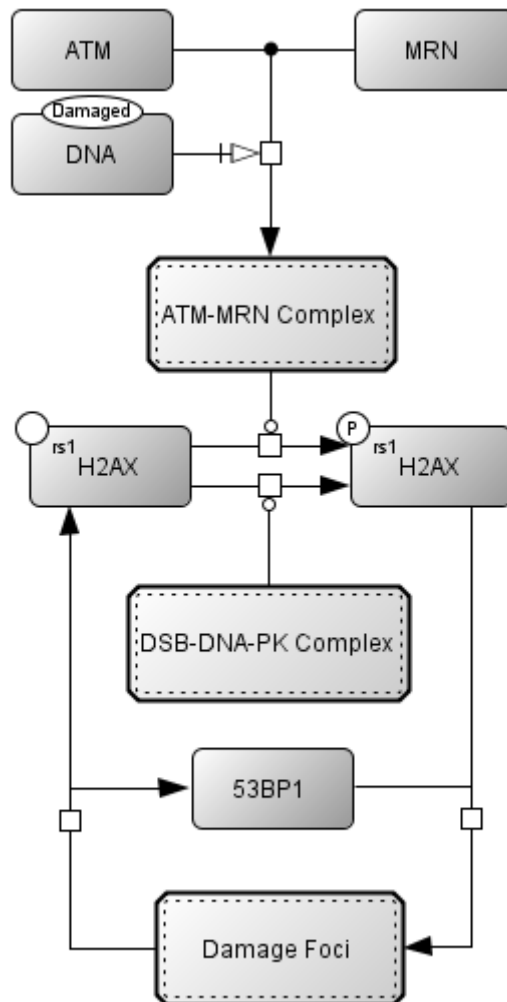 ATM
MRN
Damaged
DNA
ATM-MRN Complex
rs1
H2AX
P
rs1
H2AX
DSB-DNA-PK Complex
53BP1
Damage Foci